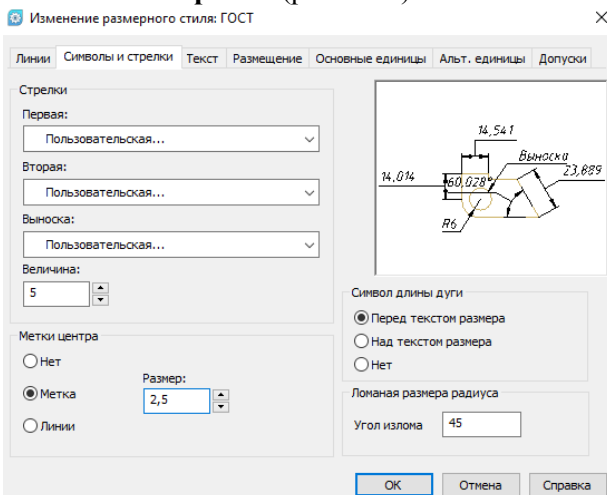 Изменение размерного стиля: ГОСТ
Линии Символы и стрелки Текст Размещение Основные единицы Альт. единицы Допуски
Стрелки
Первая:
Пользовательская...
Вторая:
Пользовательская...
Выноска:
Пользовательская...
Величина:
5
Метки центра
Нет
Метка
Линии
Размер:
2,5
14,541
Выноски
14,014
60,028°
23,889
R6
Символ длины дуги
Перед текстом размера
Над текстом размера
Нет
Ломаная размера радиуса
Угол излома 45
ОК Отмена Справка